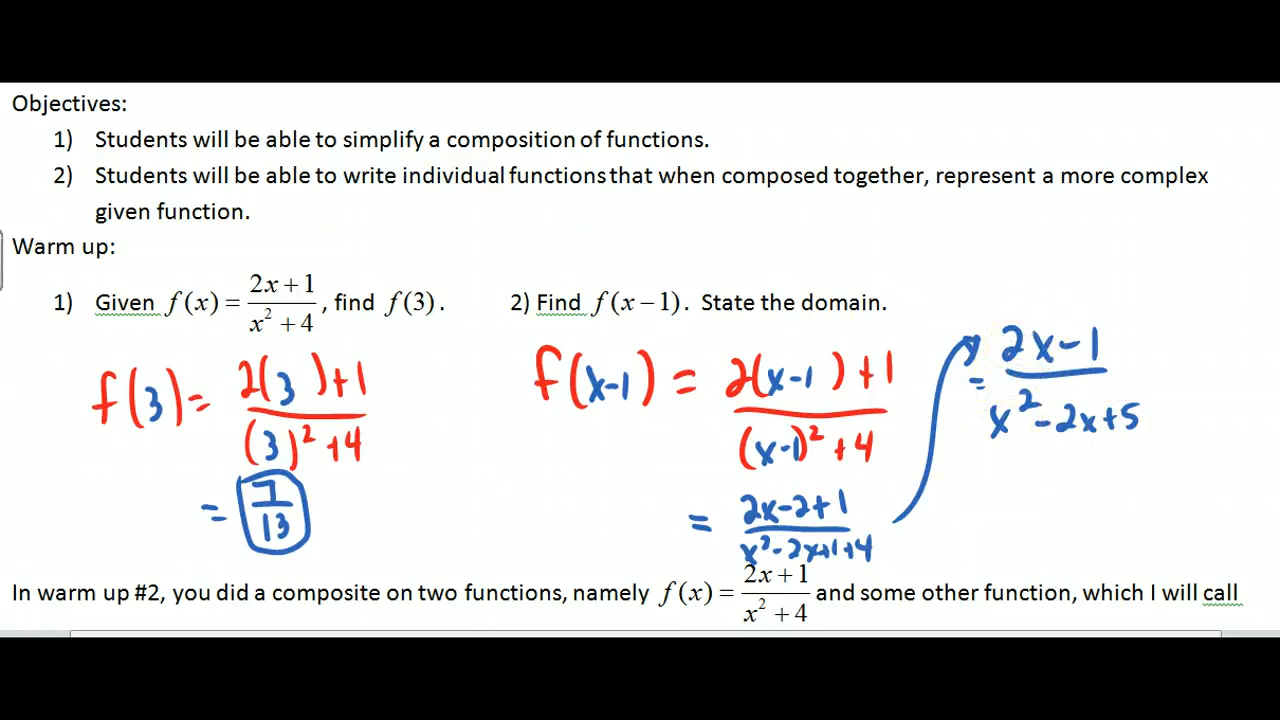 Objectives:
1) Students will be able to simplify a composition of functions.
2) Students will be able to write individual functions that when composed together, represent a more complex
given function.
Warm up:
1) Given f(x) = (2x+1)/(x²+4), find f(3). 2) Find f(x−1). State the domain.
f(3) = (2(3)+1)/((3)²+4)
= 7/13
f(x-1) = (2(x-1)+1)/((x-1)²+4)
= (2x-2+1)/(x²-2x+1+4)
= (2x-1)/(x²-2x+5)
In warm up #2, you did a composite on two functions, namely f(x) = (2x+1)/(x²+4) and some other function, which I will call